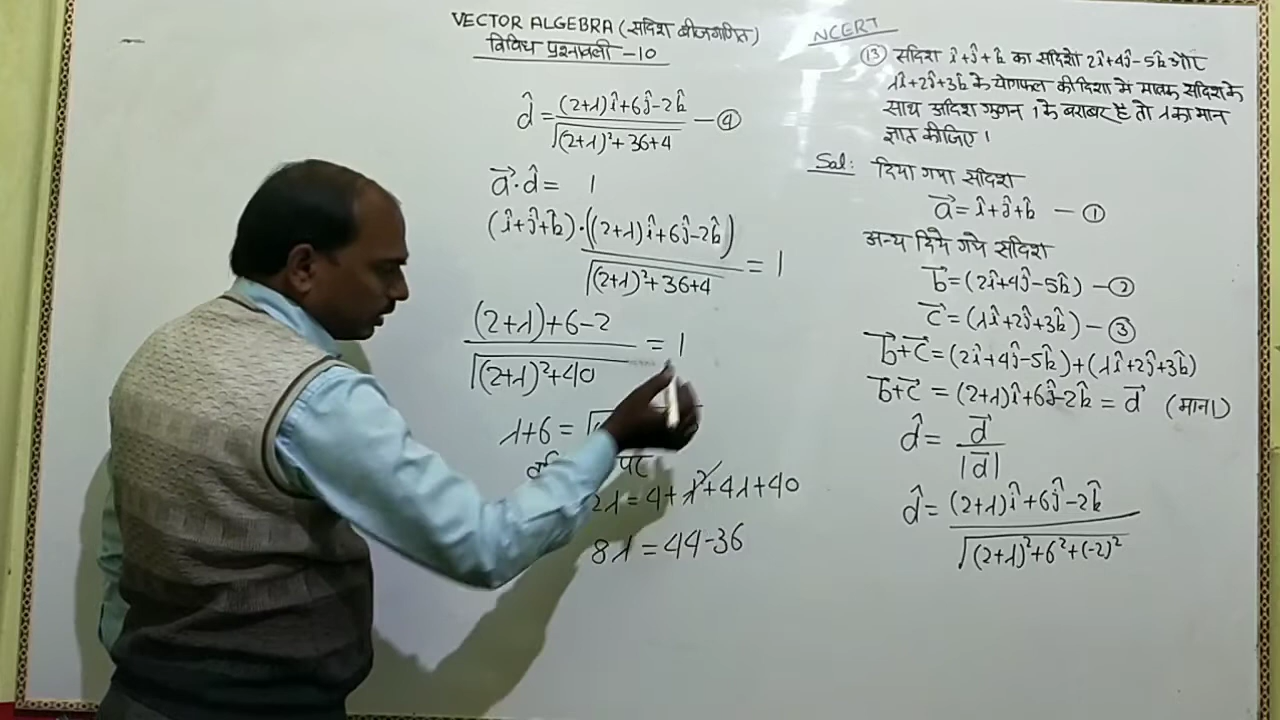 VECTOR ALGEBRA (सदिश बीजगणित)
विविध प्रश्नावली -10
NCERT
(13) सदिश î+ĵ+k̂ का सदिशों 2î+4ĵ-5k̂ और
λî+2ĵ+3k̂ के योगफल की दिशा में मात्रक सदिश के
साथ अदिश गुणन 1 के बराबर है तो λ का मान
ज्ञात कीजिए ।
Sol: दिया गया सदिश
a⃗ = î+ĵ+k̂ — (1)
अन्य दिये गये सदिश
b⃗ = (2î+4ĵ-5k̂) — (2)
c⃗ = (λî+2ĵ+3k̂) — (3)
b⃗+c⃗ = (2î+4ĵ-5k̂)+(λî+2ĵ+3k̂)
b⃗+c⃗ = (2+λ)î+6ĵ-2k̂ = d⃗ (माना)
d̂ = d⃗/|d⃗|
d̂ = (2+λ)î+6ĵ-2k̂ / √((2+λ)²+6²+(-2)²)
d̂ = (2+λ)î+6ĵ-2k̂ / √((2+λ)²+36+4) — (4)
a⃗·d̂ = 1
(î+ĵ+k̂)·((2+λ)î+6ĵ-2k̂) / √((2+λ)²+36+4) = 1
(2+λ)+6-2 / √((2+λ)²+40) = 1
λ+6 = √
पर
2λ = 4+λ²+4λ+40
8λ = 44-36